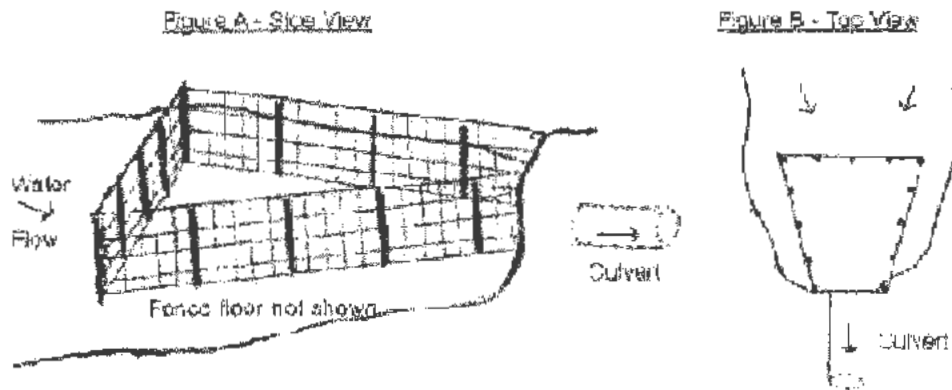 Figure A - Side View
Figure B - Top View
Water
Flow
Culvert
Fence floor not shown
Culvert